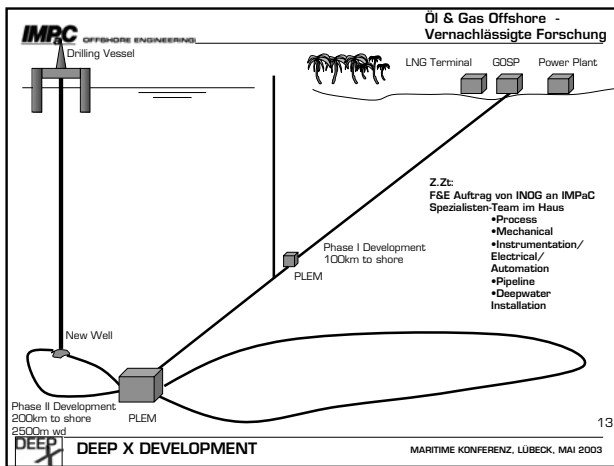 IMPaC OFFSHORE ENGINEERING
Öl & Gas Offshore -
Vernachlässigte Forschung
Drilling Vessel
LNG Terminal
GOSP
Power Plant
Z.Zt:
F&E Auftrag von INOG an IMPaC
Spezialisten-Team im Haus
•Process
•Mechanical
•Instrumentation/
Electrical/
Automation
•Pipeline
•Deepwater
Installation
Phase I Development
100km to shore
PLEM
New Well
Phase II Development
200km to shore
2500m wd
PLEM
13
DEEP X
DEEP X DEVELOPMENT
MARITIME KONFERENZ, LÜBECK, MAI 2003